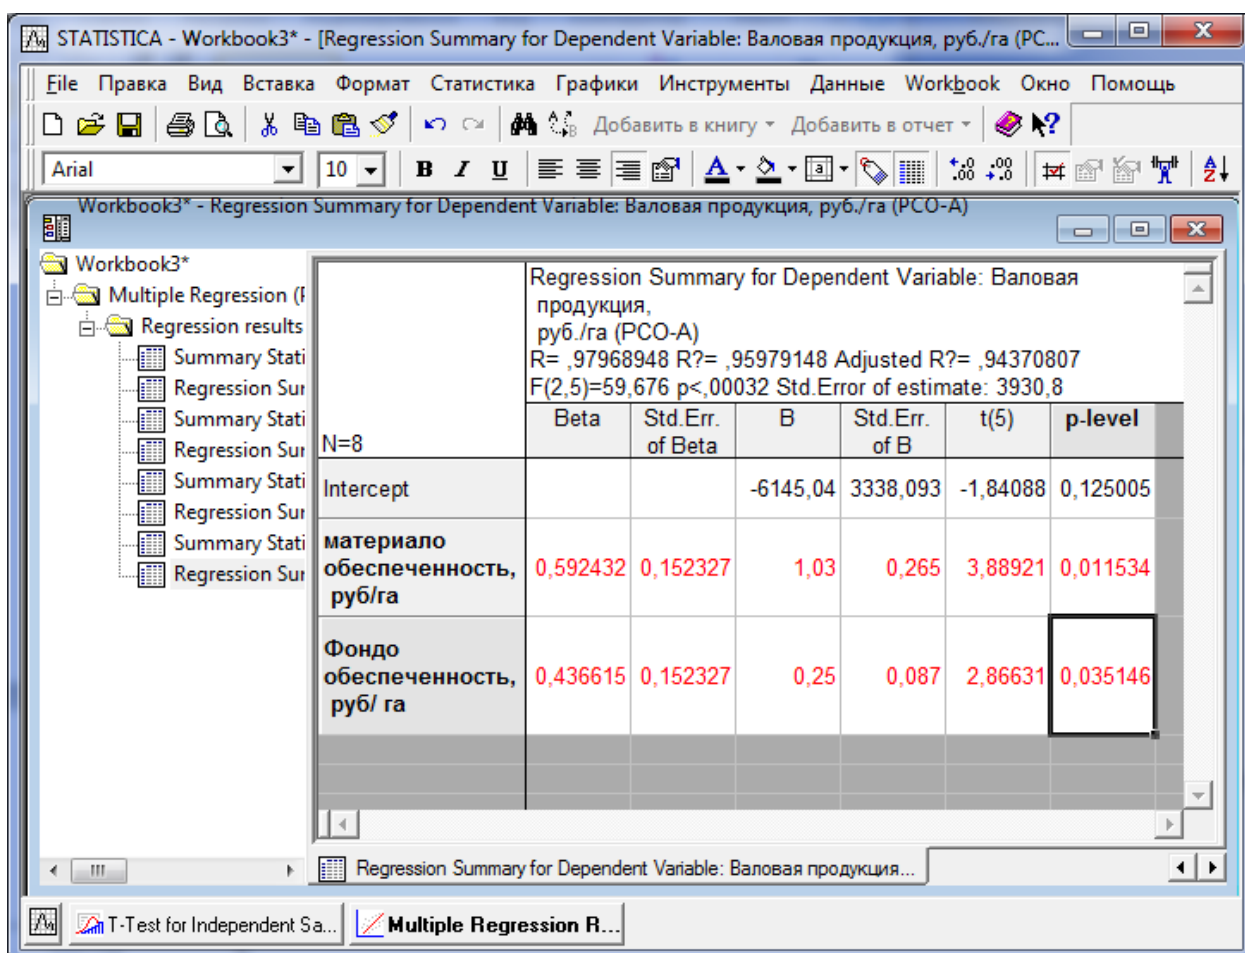 STATISTICA - Workbook3* - [Regression Summary for Dependent Variable: Валовая продукция, руб./га (РС...
File Правка Вид Вставка Формат Статистика Графики Инструменты Данные Workbook Окно Помощь
Добавить в книгу Добавить в отчет
Arial 10 B I U
Workbook3* - Regression Summary for Dependent Variable: Валовая продукция, руб./га (РСО-А)
Workbook3*
Multiple Regression (
Regression results
Summary Stati
Regression Sur
Summary Stati
Regression Sur
Summary Stati
Regression Sur
Summary Stati
Regression Sur
Regression Summary for Dependent Variable: Валовая
продукция,
руб./га (РСО-А)
R= ,97968948 R?= ,95979148 Adjusted R?= ,94370807
F(2,5)=59,676 p<,00032 Std.Error of estimate: 3930,8
N=8 Beta Std.Err. of Beta B Std.Err. of B t(5) p-level
Intercept -6145,04 3338,093 -1,84088 0,125005
материало
обеспеченность, 0,592432 0,152327 1,03 0,265 3,88921 0,011534
руб/га
Фондо
обеспеченность, 0,436615 0,152327 0,25 0,087 2,86631 0,035146
руб/ га
Regression Summary for Dependent Variable: Валовая продукция...
T-Test for Independent Sa... Multiple Regression R...